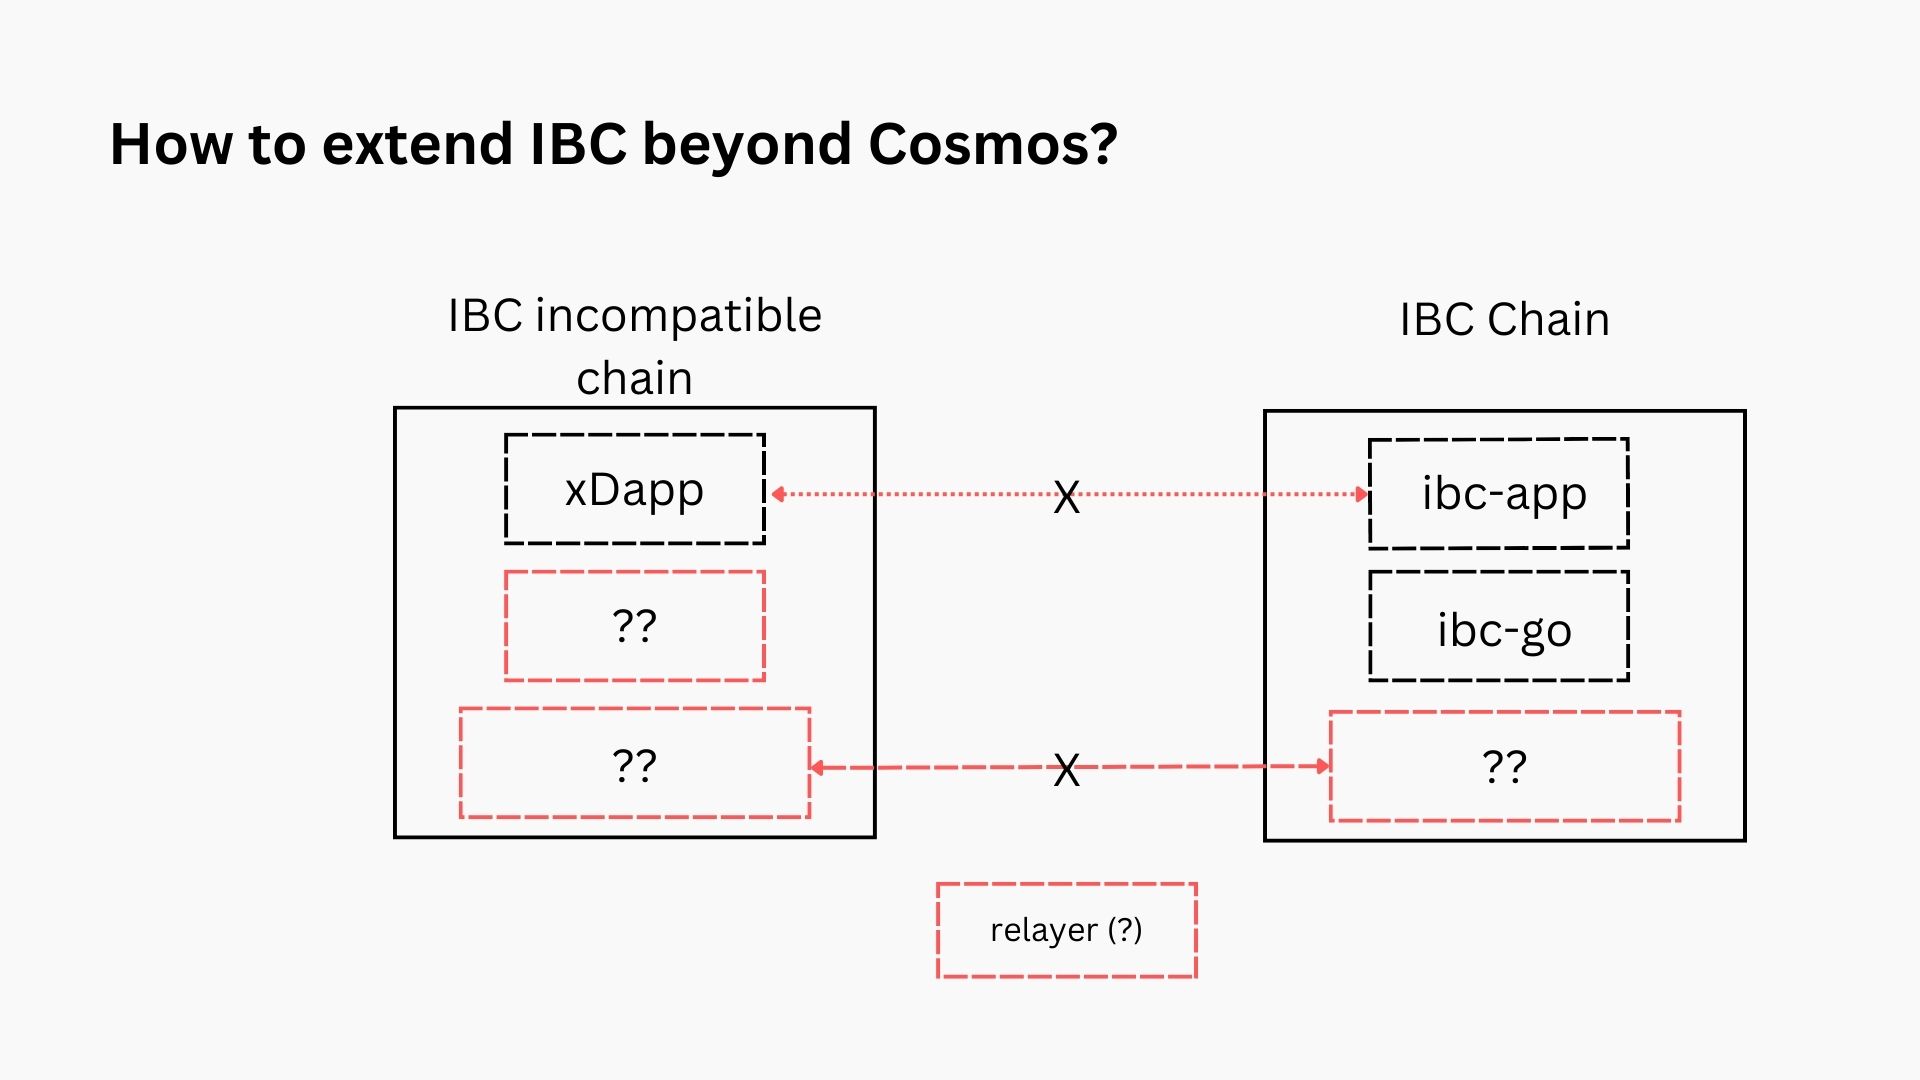 How to extend IBC beyond Cosmos?
IBC incompatible
chain
IBC Chain
xDapp
X
ibc-app
??
ibc-go
??
X
??
relayer (?)